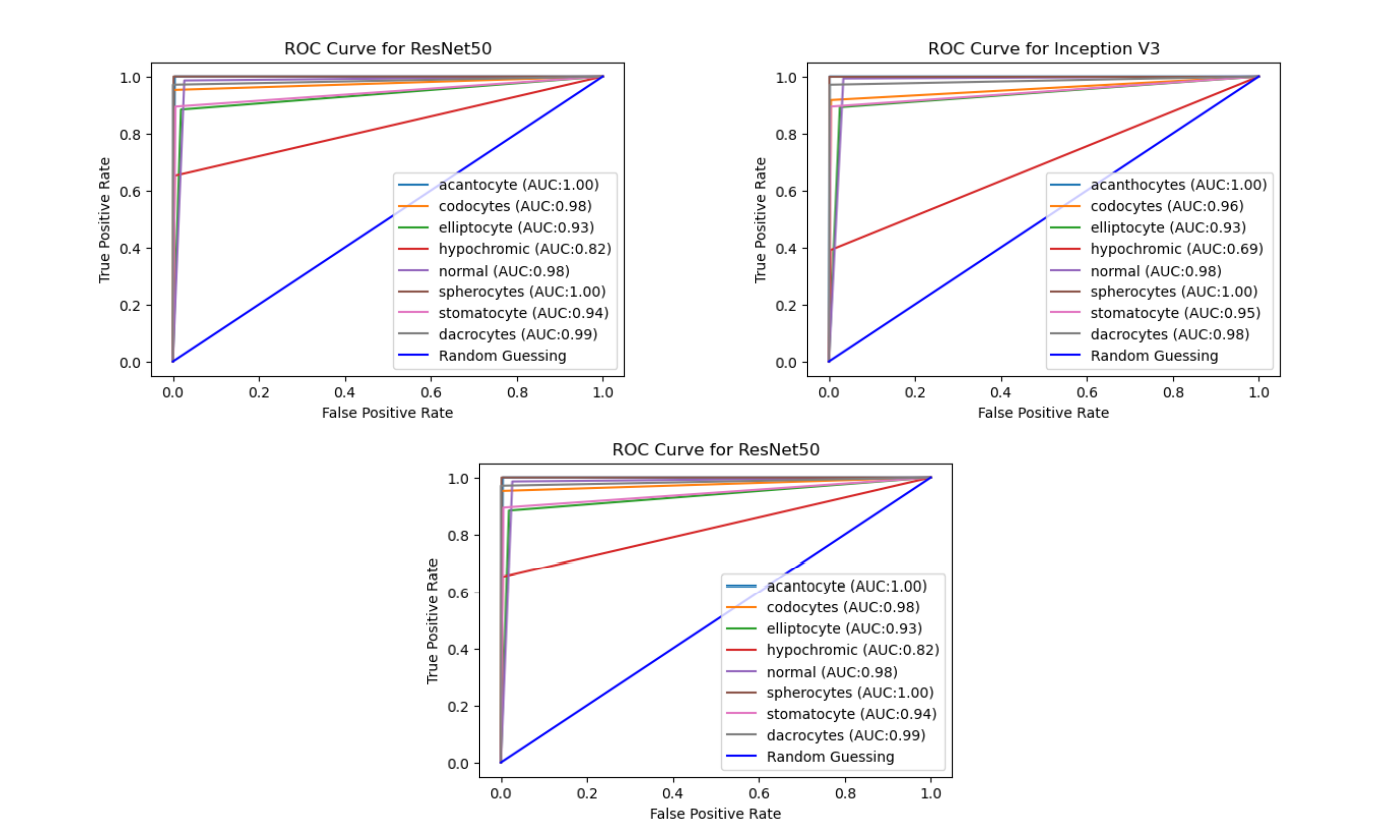 ROC Curve for ResNet50
True Positive Rate
1.0
0.8
0.6
0.4
0.2
0.0
acantocyte (AUC:1.00)
codocytes (AUC:0.98)
elliptocyte (AUC:0.93)
hypochromic (AUC:0.82)
normal (AUC:0.98)
spherocytes (AUC:1.00)
stomatocyte (AUC:0.94)
dacrocytes (AUC:0.99)
Random Guessing
0.0 0.2 0.4 0.6 0.8 1.0
False Positive Rate
ROC Curve for Inception V3
True Positive Rate
1.0
0.8
0.6
0.4
0.2
0.0
acanthocytes (AUC:1.00)
codocytes (AUC:0.96)
elliptocyte (AUC:0.93)
hypochromic (AUC:0.69)
normal (AUC:0.98)
spherocytes (AUC:1.00)
stomatocyte (AUC:0.95)
dacrocytes (AUC:0.98)
Random Guessing
0.0 0.2 0.4 0.6 0.8 1.0
False Positive Rate
ROC Curve for ResNet50
True Positive Rate
1.0
0.8
0.6
0.4
0.2
0.0
acantocyte (AUC:1.00)
codocytes (AUC:0.98)
elliptocyte (AUC:0.93)
hypochromic (AUC:0.82)
normal (AUC:0.98)
spherocytes (AUC:1.00)
stomatocyte (AUC:0.94)
dacrocytes (AUC:0.99)
Random Guessing
0.0 0.2 0.4 0.6 0.8 1.0
False Positive Rate